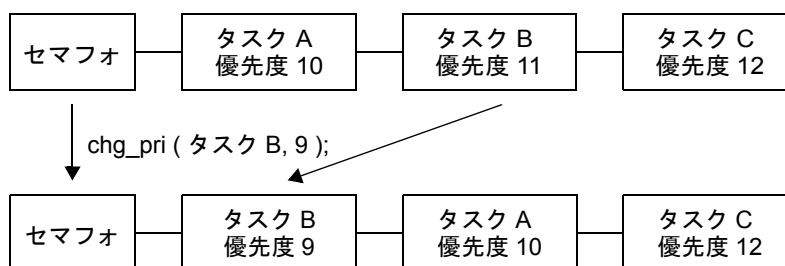 セマフォ
タスク A
優先度 10
タスク B
優先度 11
タスク C
優先度 12
chg_pri ( タスク B, 9 );
セマフォ
タスク B
優先度 9
タスク A
優先度 10
タスク C
優先度 12